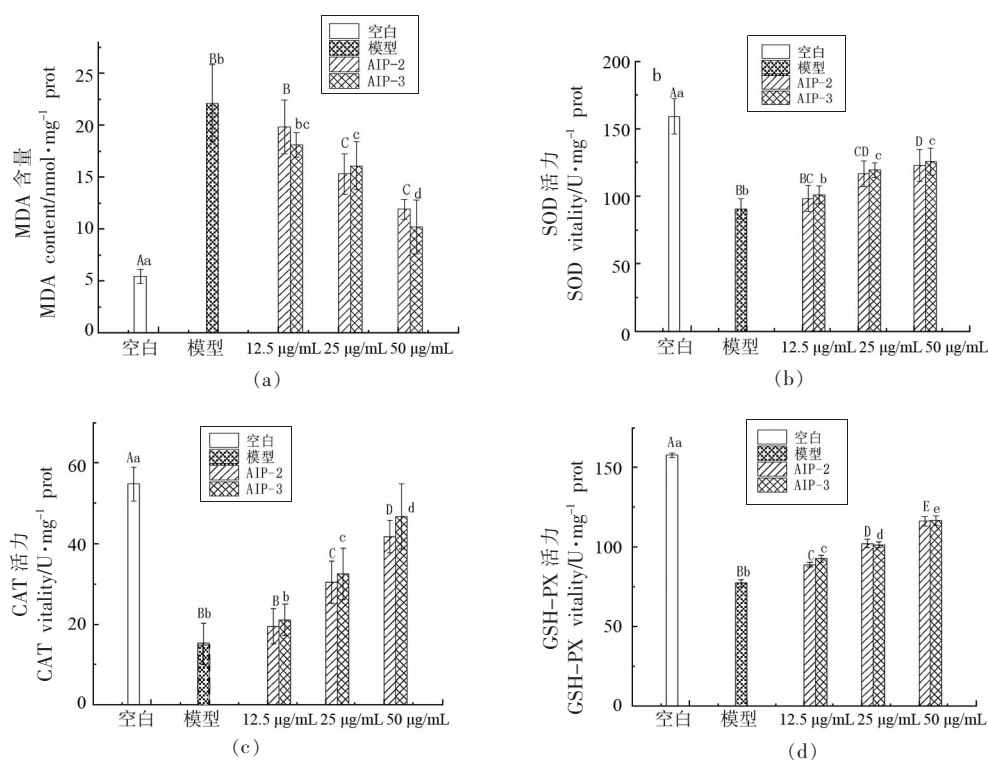 空白
模型
AIP-2
AIP-3
MDA 含量
MDA content/nmol·mg⁻¹ prot
25
20
15
10
5
0
Aa
Bb
B
bc
C
c
C
d
空白 模型 12.5 μg/mL 25 μg/mL 50 μg/mL
(a)
空白
模型
AIP-2
AIP-3
SOD 活力
SOD vitality/U·mg⁻¹ prot
200
150
100
50
0
b
Aa
Bb
BC
b
CD
c
D
c
空白 模型 12.5 μg/mL 25 μg/mL 50 μg/mL
(b)
空白
模型
AIP-2
AIP-3
CAT 活力
CAT vitality/U·mg⁻¹ prot
60
40
20
0
Aa
Bb
B
b
C
c
D
d
空白 模型 12.5 μg/mL 25 μg/mL 50 μg/mL
(c)
空白
模型
AIP-2
AIP-3
GSH-PX 活力
GSH-PX vitality/U·mg⁻¹ prot
150
100
50
0
Aa
Bb
C
c
D
d
E
e
空白 模型 12.5 μg/mL 25 μg/mL 50 μg/mL
(d)